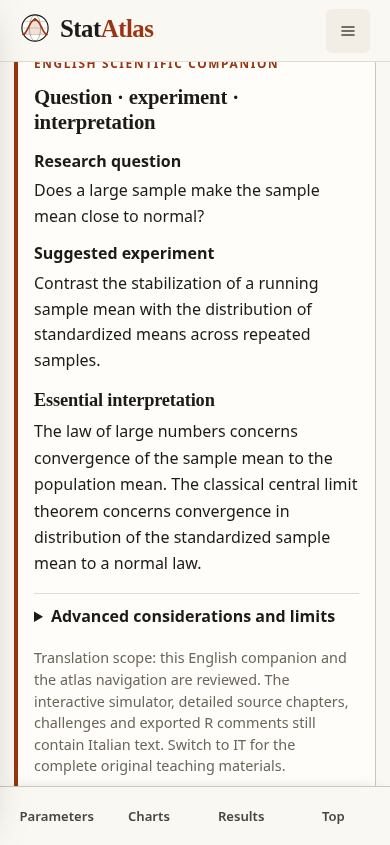 StatAtlas
ENGLISH SCIENTIFIC COMPANION
Question · experiment ·
interpretation
Research question
Does a large sample make the sample
mean close to normal?
Suggested experiment
Contrast the stabilization of a running
sample mean with the distribution of
standardized means across repeated
samples.
Essential interpretation
The law of large numbers concerns
convergence of the sample mean to the
population mean. The classical central limit
theorem concerns convergence in
distribution of the standardized sample
mean to a normal law.
Advanced considerations and limits
Translation scope: this English companion and
the atlas navigation are reviewed. The
interactive simulator, detailed source chapters,
challenges and exported R comments still
contain Italian text. Switch to IT for the
complete original teaching materials.
Parameters Charts Results Top